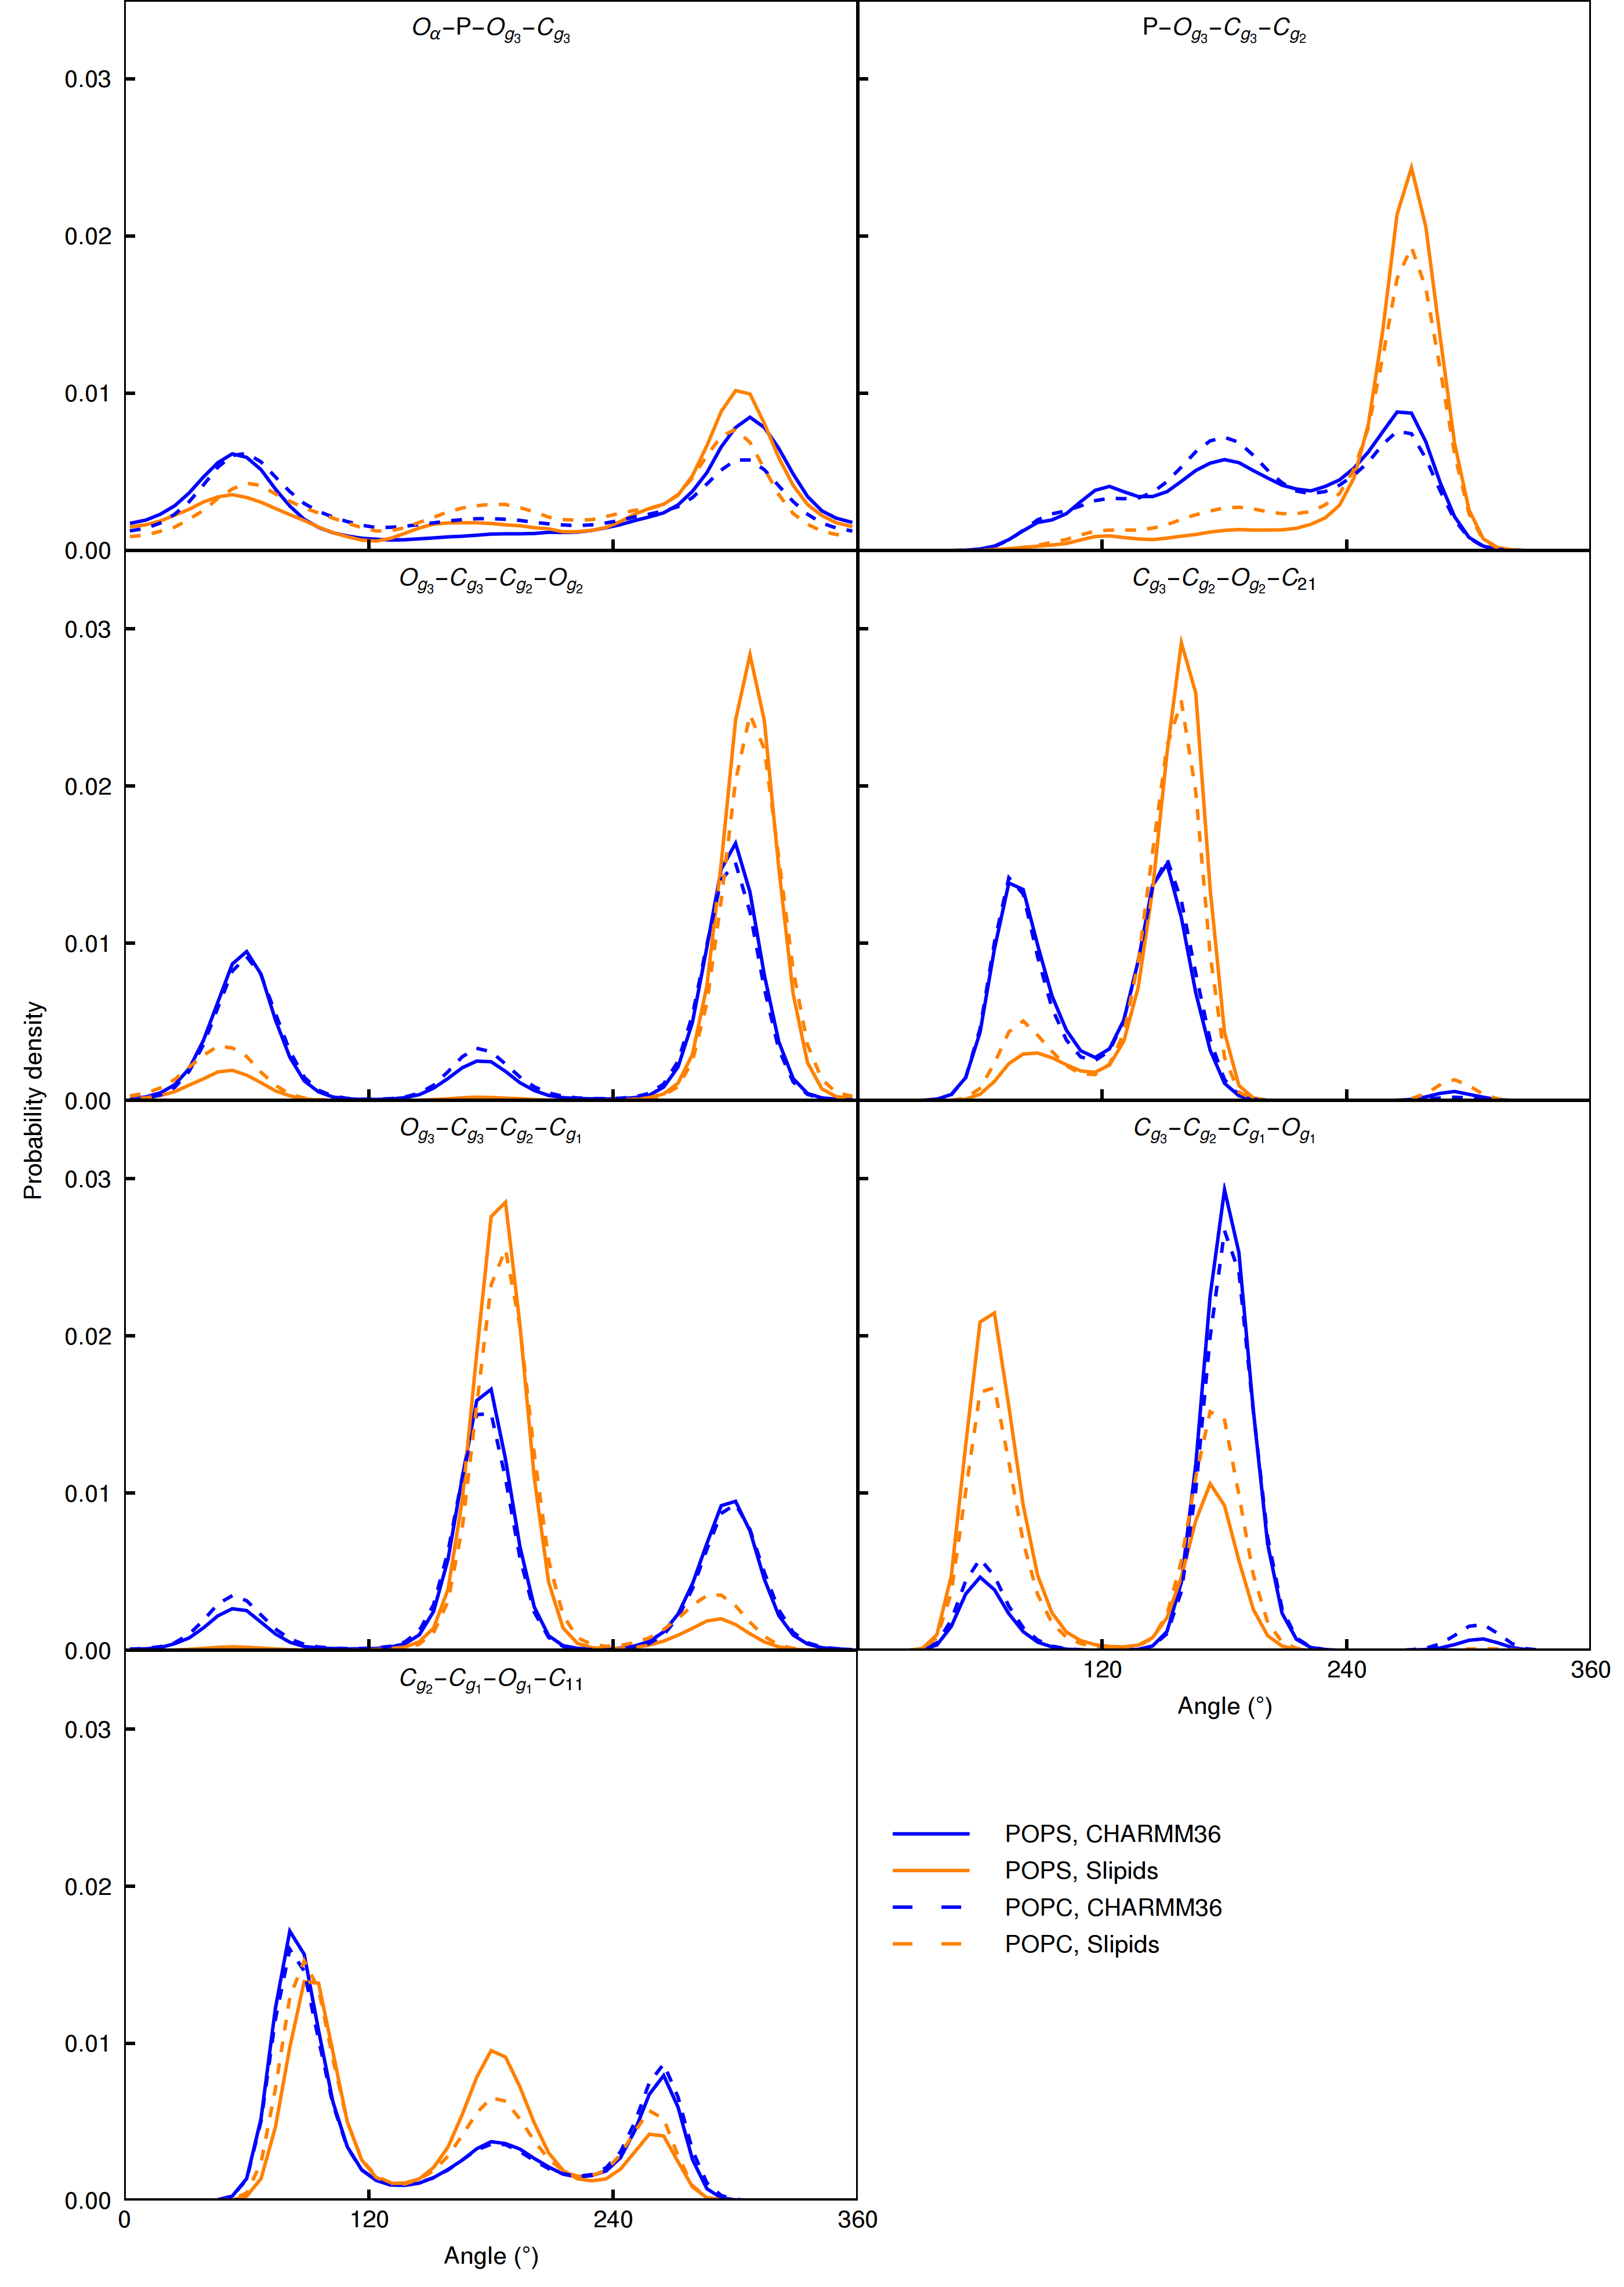 Oα–P–Og3–Cg3
P–Og3–Cg3–Cg2
0.03
0.02
0.01
0.00
Og3–Cg3–Cg2–Og2
Cg3–Cg2–Og2–C21
0.03
0.02
0.01
0.00
Probability density
Og3–Cg3–Cg2–Cg1
Cg3–Cg2–Cg1–Og1
0.03
0.02
0.01
0.00
120 240 360
Angle (°)
Cg2–Cg1–Og1–C11
0.03
0.02
0.01
0.00
0 120 240 360
Angle (°)
POPS, CHARMM36
POPS, Slipids
POPC, CHARMM36
POPC, Slipids